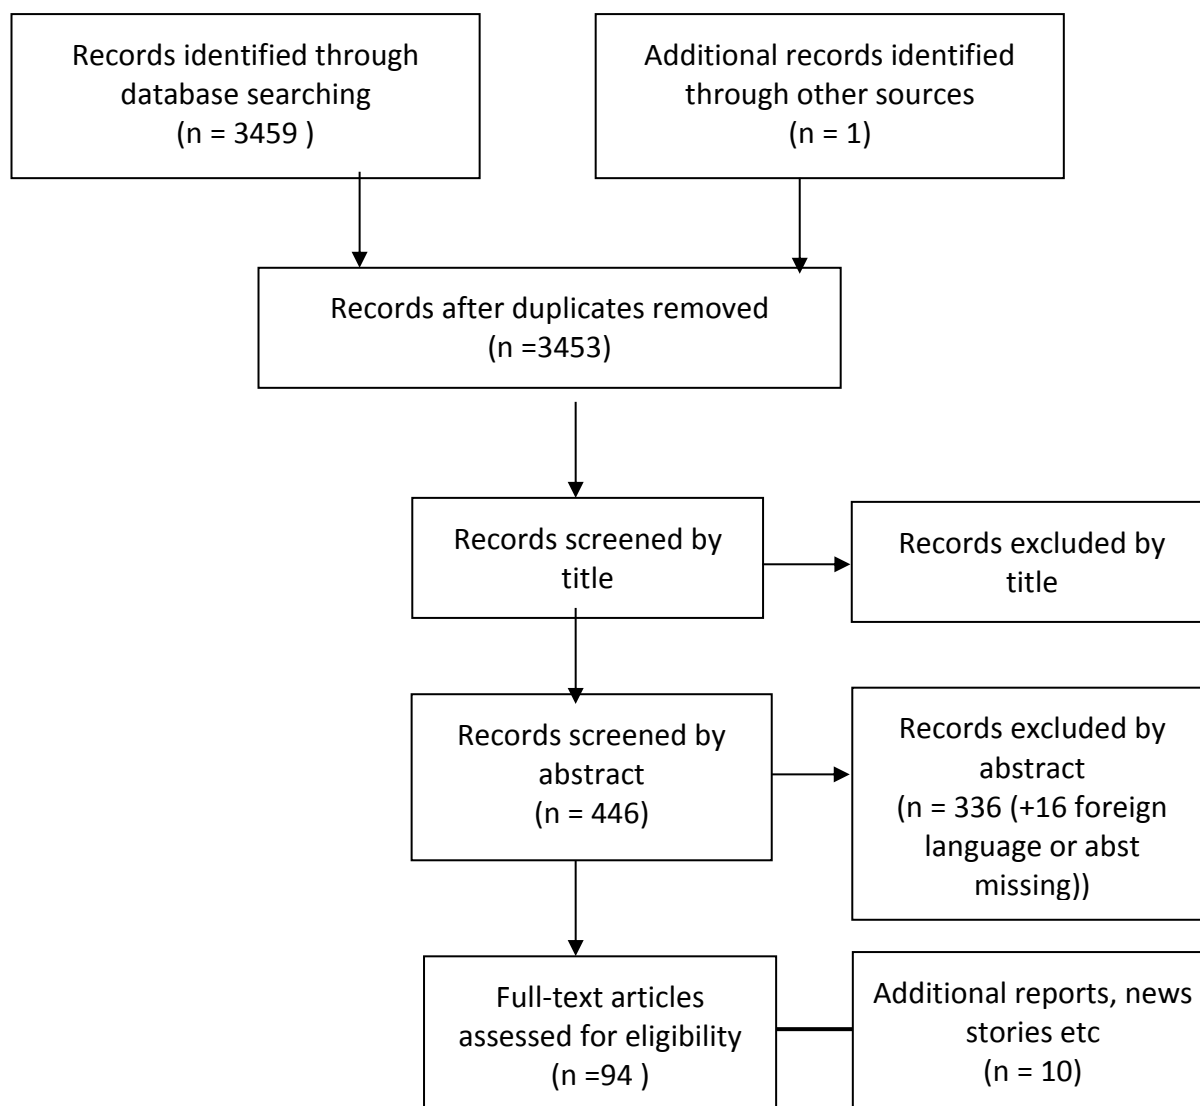 Records identified through
database searching
(n = 3459 )
Additional records identified
through other sources
(n = 1)
Records after duplicates removed
(n =3453)
Records screened by
title
Records excluded by
title
Records screened by
abstract
(n = 446)
Records excluded by
abstract
(n = 336 (+16 foreign
language or abst
missing))
Full-text articles
assessed for eligibility
(n =94 )
Additional reports, news
stories etc
(n = 10)